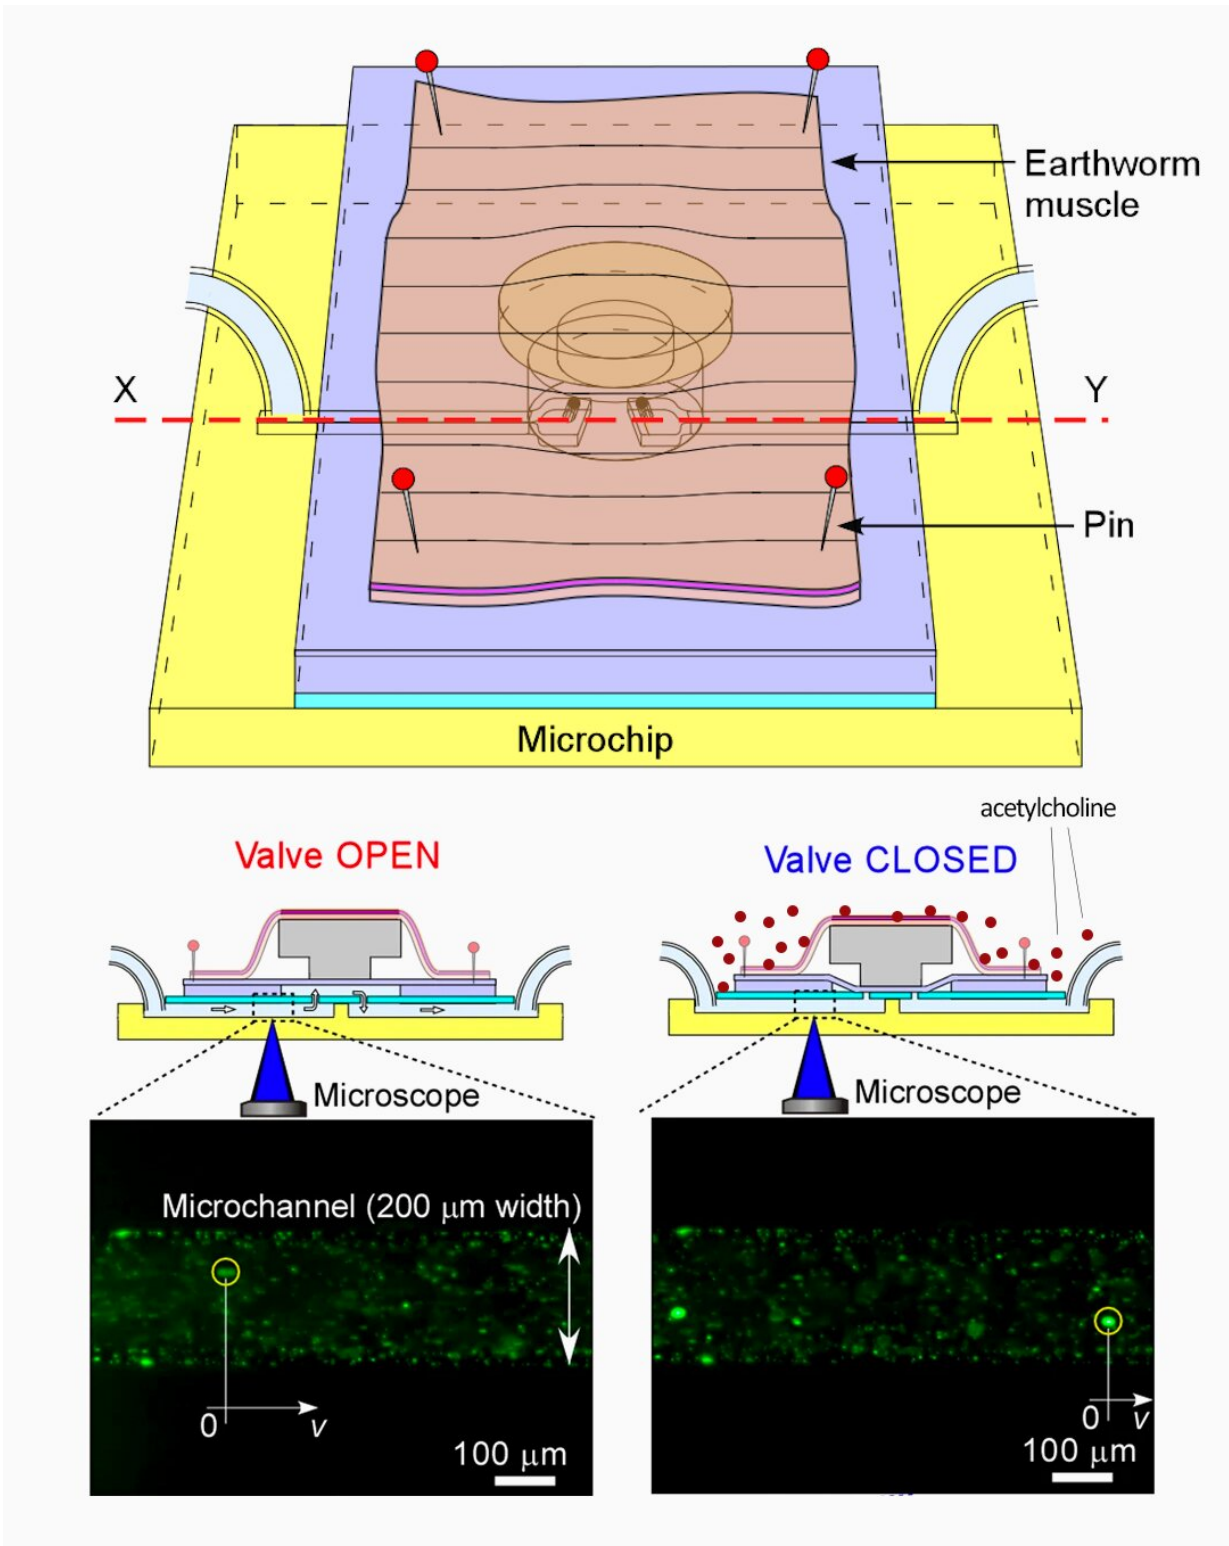 Earthworm
muscle
X
Y
Pin
Microchip
acetylcholine
Valve OPEN
Valve CLOSED
Microscope
Microscope
Microchannel (200 μm width)
0
v
100 μm
0
v
100 μm